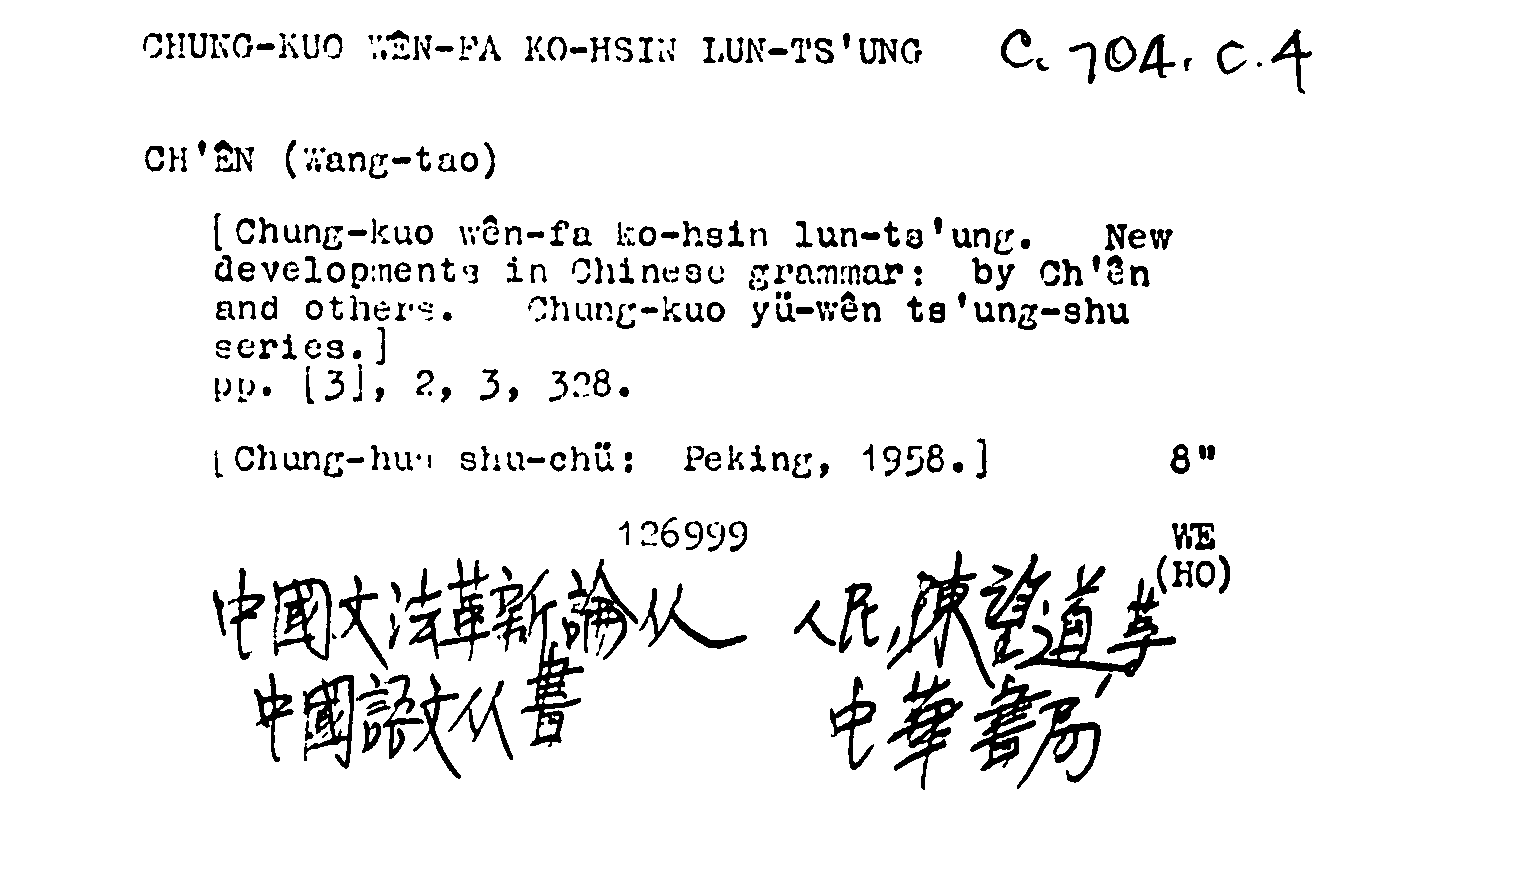 CHUNG-KUO WÊN-FA KO-HSIN LUN-TS'UNG C. 704. c. 4
CH'ÊN (Wang-tao)
[Chung-kuo wên-fa ko-hsin lun-ts'ung. New
developments in Chinese grammar: by Ch'ên
and others. Chung-kuo yü-wên ts'ung-shu
series.]
pp. [3], 2, 3, 328.
[Chung-hua shu-chü: Peking, 1958.] 8"
126999 WE
(HO)
中國文法革新論从 人民, 陳望道等
中國語文从書 中華書局